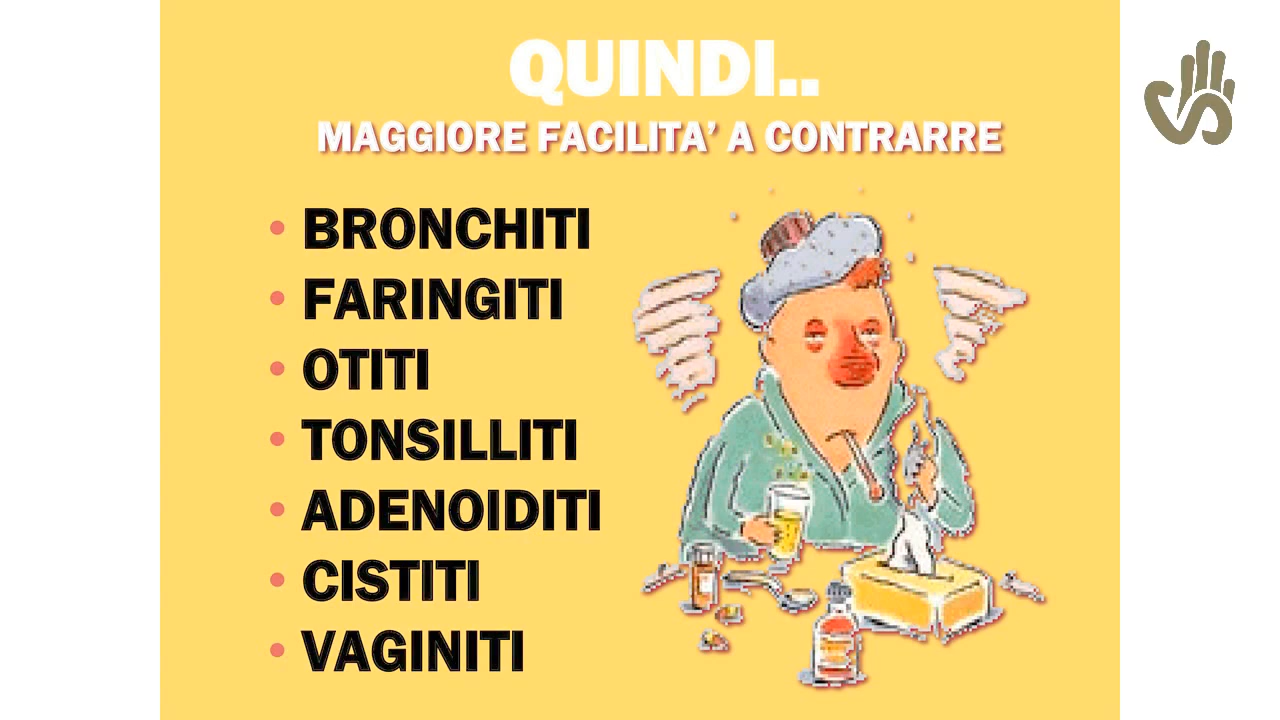 QUINDI..
MAGGIORE FACILITA’ A CONTRARRE
• BRONCHITI
• FARINGITI
• OTITI
• TONSILLITI
• ADENOIDITI
• CISTITI
• VAGINITI